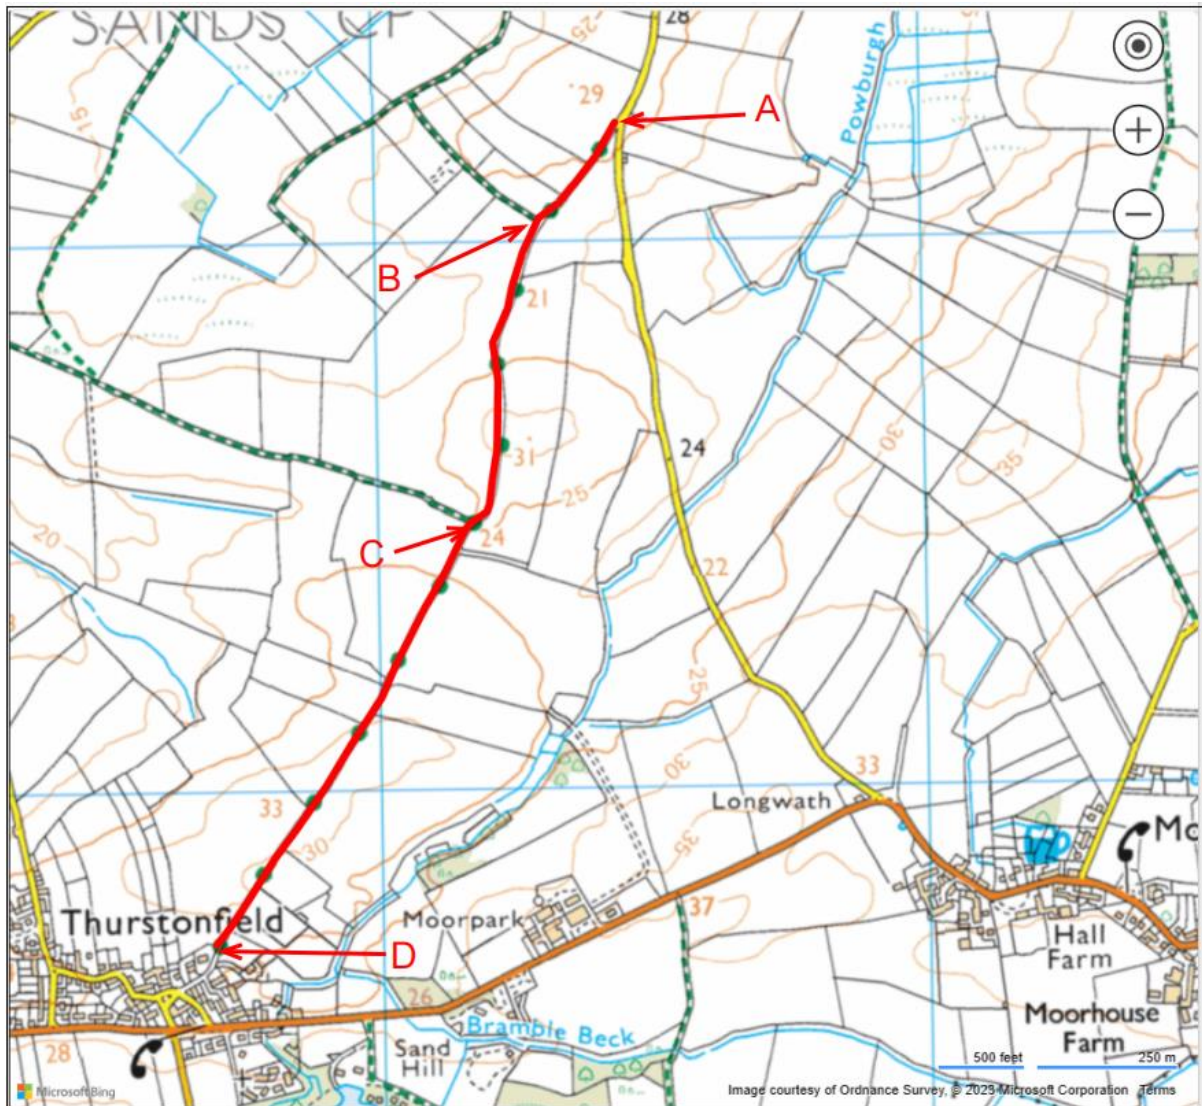 SANDS CP
28
25
29
A
15
Powburgh
B
21
24
31
30
35
25
C
24
20
22
25
33
30
Longwath
33
30
35
Mo
Thurstonfield
Moorpark
37
D
Hall
Farm
26
Bramble Beck
Moorhouse
Farm
28
Sand
Hill
500 feet
250 m
Microsoft Bing
Image courtesy of Ordnance Survey, © 2023 Microsoft Corporation Terms